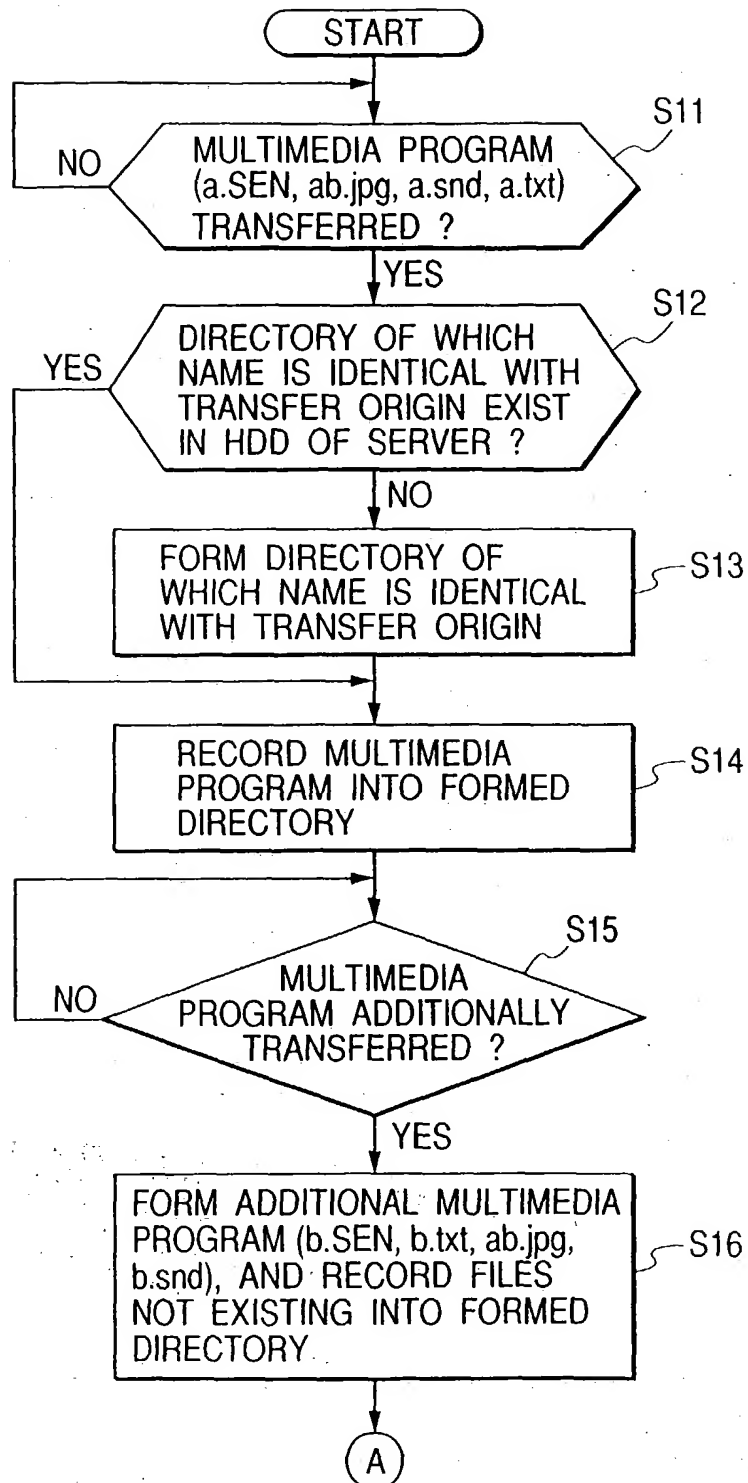 START
S11
NO
MULTIMEDIA PROGRAM
(a.SEN, ab.jpg, a.snd, a.txt)
TRANSFERRED ?
YES
S12
YES
DIRECTORY OF WHICH
NAME IS IDENTICAL WITH
TRANSFER ORIGIN EXIST
IN HDD OF SERVER ?
NO
FORM DIRECTORY OF
WHICH NAME IS IDENTICAL
WITH TRANSFER ORIGIN
S13
RECORD MULTIMEDIA
PROGRAM INTO FORMED
DIRECTORY
S14
S15
NO
MULTIMEDIA
PROGRAM ADDITIONALLY
TRANSFERRED ?
YES
FORM ADDITIONAL MULTIMEDIA
PROGRAM (b.SEN, b.txt, ab.jpg,
b.snd), AND RECORD FILES
NOT EXISTING INTO FORMED
DIRECTORY
S16
A